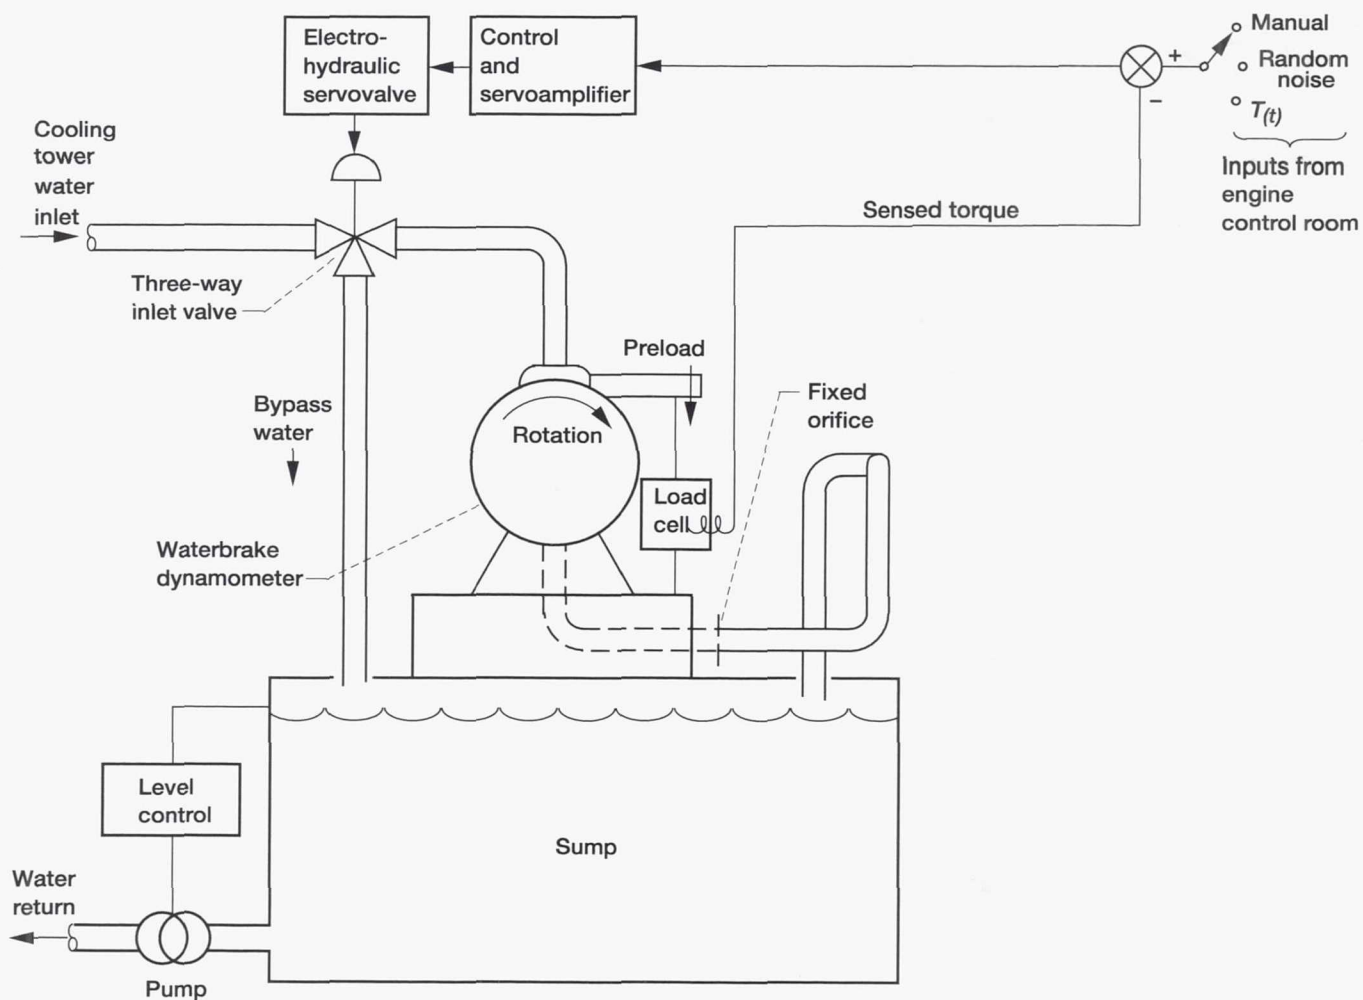 Electro-
hydraulic
servovalve
Control
and
servoamplifier
+
−
Manual
Random
noise
T(t)
Inputs from
engine
control room
Cooling
tower
water
inlet
Sensed torque
Three-way
inlet valve
Preload
Bypass
water
Rotation
Fixed
orifice
Load
cell
Waterbrake
dynamometer
Level
control
Sump
Water
return
Pump